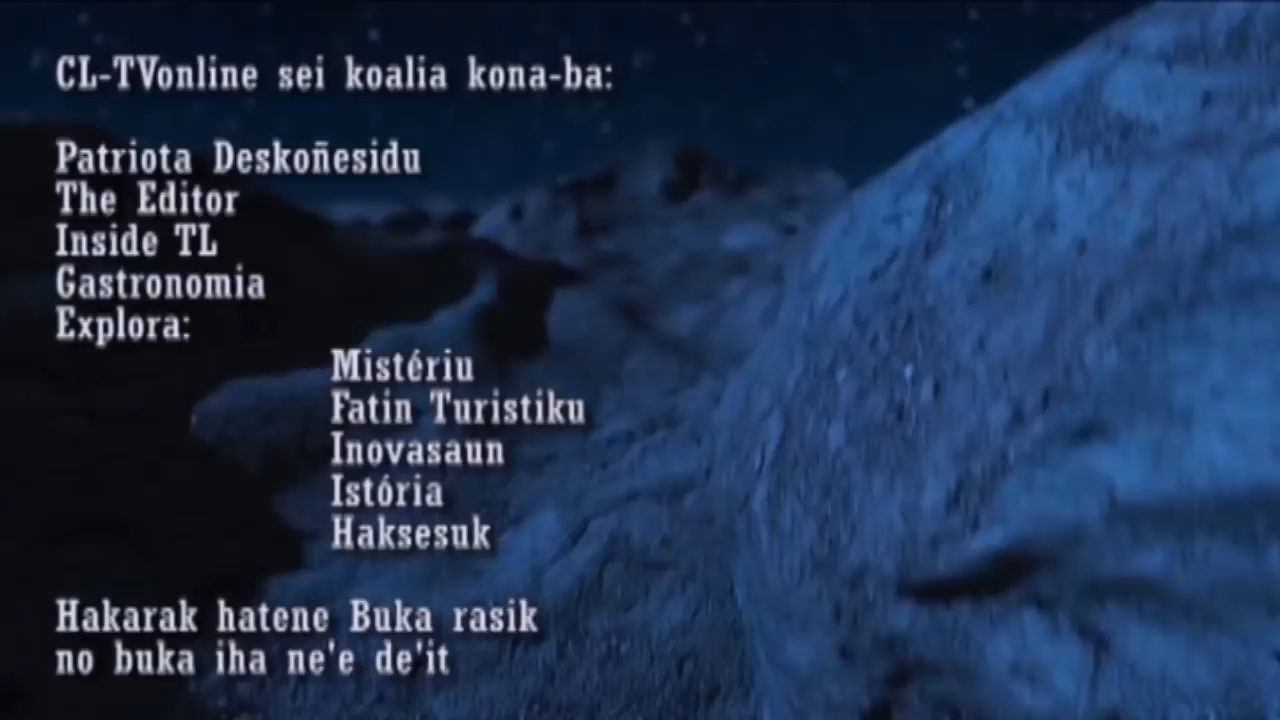 CL-TVonline sei koalia kona-ba:
Patriota Deskoñesidu
The Editor
Inside TL
Gastronomia
Explora:
Mistériu
Fatin Turistiku
Inovasaun
Istória
Haksesuk
Hakarak hatene Buka rasik
no buka iha ne'e de'it